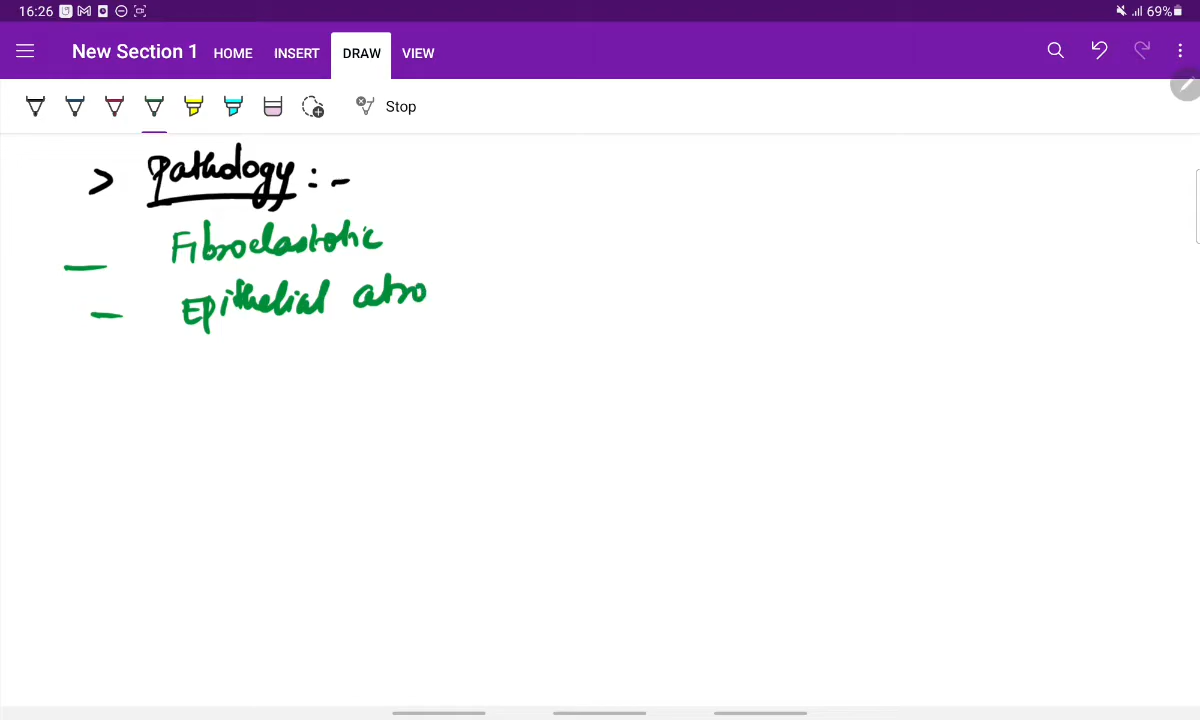 16:26 69%
New Section 1 HOME INSERT DRAW VIEW
Stop
> Pathology :-
— Fibroelastotic
— Epithelial atro